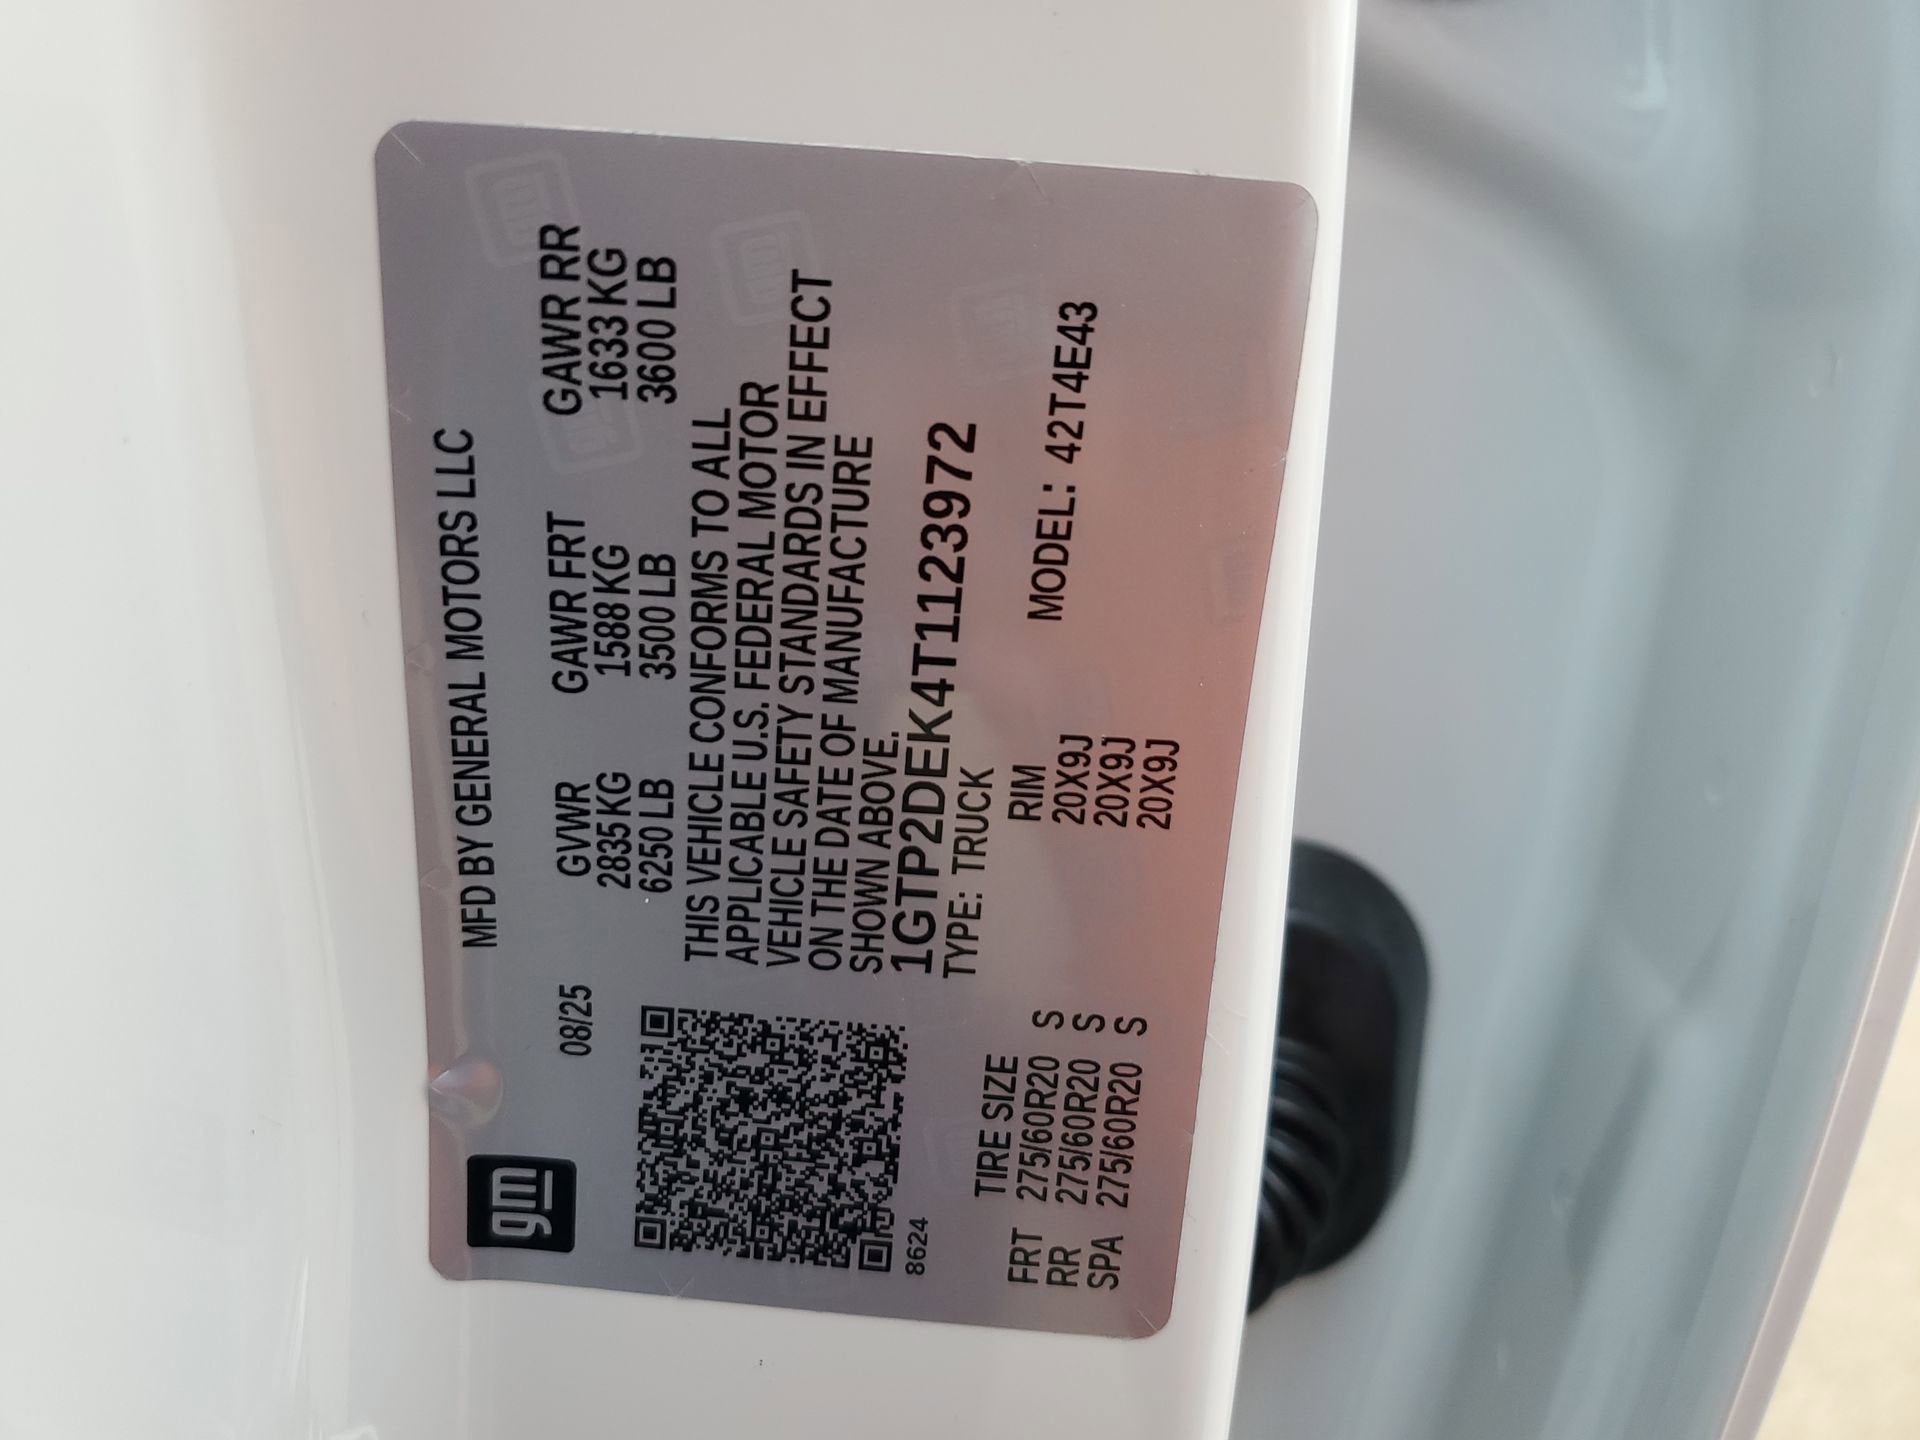 gm
MFD BY GENERAL MOTORS LLC
08/25
GVWR GAWR FRT GAWR RR
2835 KG 1588 KG 1633 KG
6250 LB 3500 LB 3600 LB
THIS VEHICLE CONFORMS TO ALL
APPLICABLE U.S. FEDERAL MOTOR
VEHICLE SAFETY STANDARDS IN EFFECT
ON THE DATE OF MANUFACTURE
SHOWN ABOVE.
1GTP2DEK4T1123972
TYPE: TRUCK
8624
MODEL: 42T4E43
TIRE SIZE RIM
FRT 275/60R20 S 20X9J
RR 275/60R20 S 20X9J
SPA 275/60R20 S 20X9J